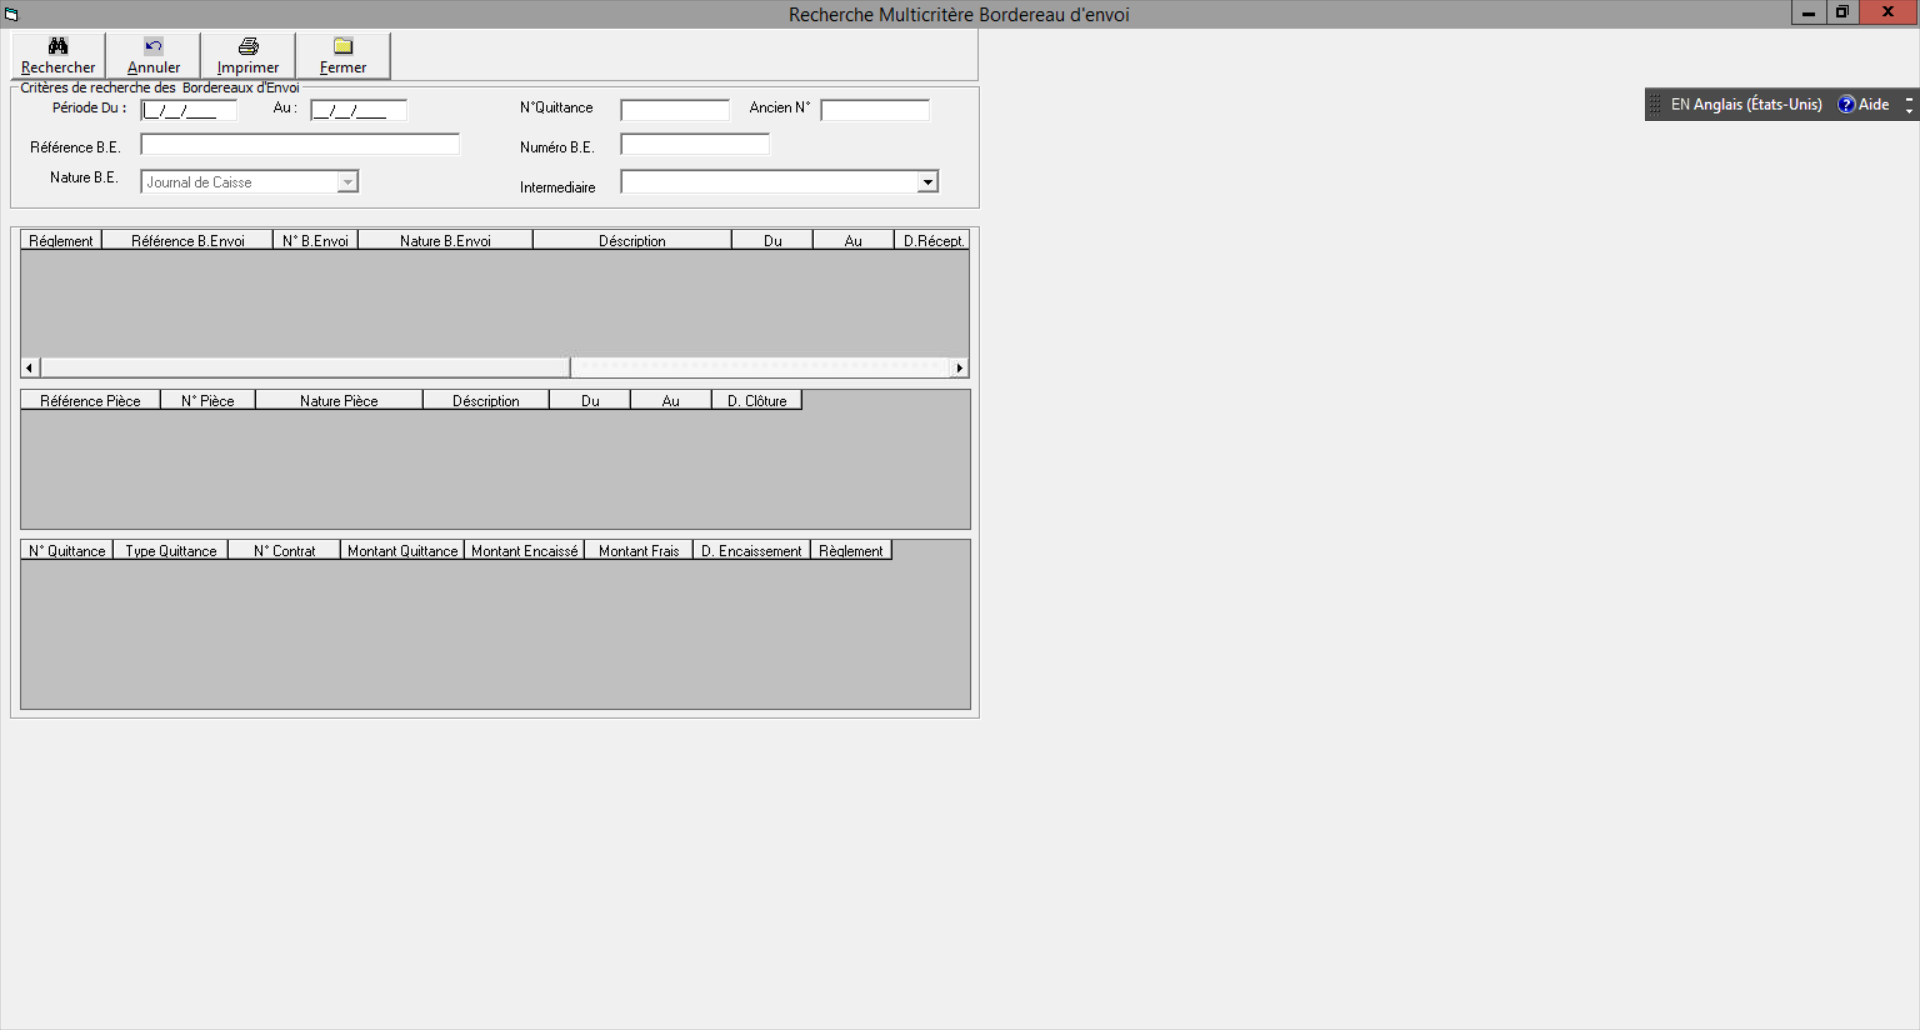 Recherche Multicritère Bordereau d'envoi
Rechercher Annuler Imprimer Fermer
Critères de recherche des Bordereaux d'Envoi
Période Du : __/__/____ Au : __/__/____ N°Quittance Ancien N°
EN Anglais (États-Unis) Aide
Référence B.E. Numéro B.E.
Nature B.E. Journal de Caisse Intermediaire
Réglement Référence B.Envoi N° B.Envoi Nature B.Envoi Déscription Du Au D.Récept.
Référence Pièce N° Pièce Nature Pièce Déscription Du Au D. Clôture
N° Quittance Type Quittance N° Contrat Montant Quittance Montant Encaissé Montant Frais D. Encaissement Règlement